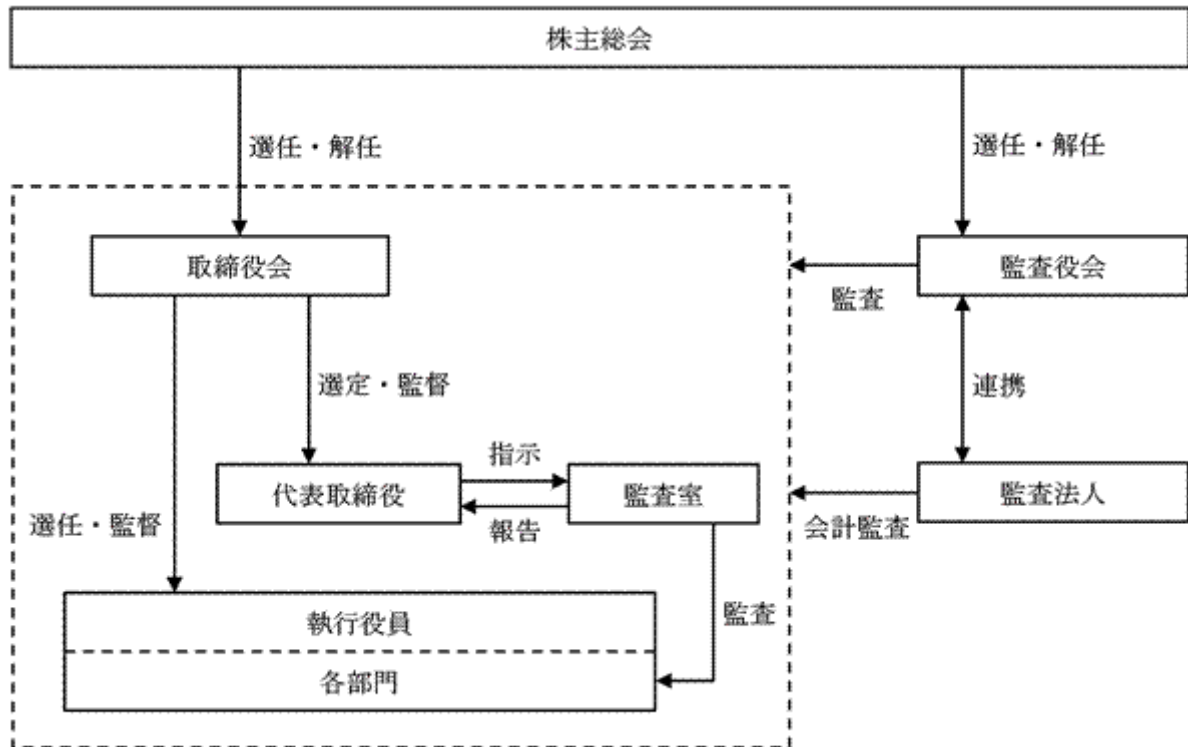 株主総会
選任・解任
選任・解任
取締役会
監査役会
監査
選定・監督
連携
指示
代表取締役
監査室
監査法人
選任・監督
報告
会計監査
執行役員
監査
各部門